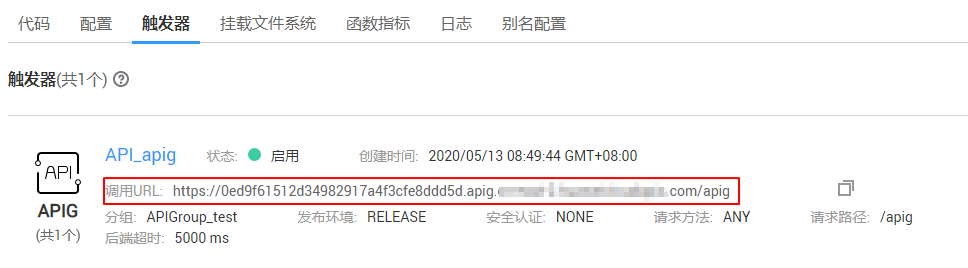 代码 配置 触发器 挂载文件系统 函数指标 日志 别名配置
触发器(共1个) ?
API
API_apig 状态: 启用 创建时间: 2020/05/13 08:49:44 GMT+08:00
调用URL: https://0ed9f61512d34982917a4f3cfe8ddd5d.apig. .com/apig
APIG
分组: APIGroup_test 发布环境: RELEASE 安全认证: NONE 请求方法: ANY 请求路径: /apig
(共1个)
后端超时: 5000 ms